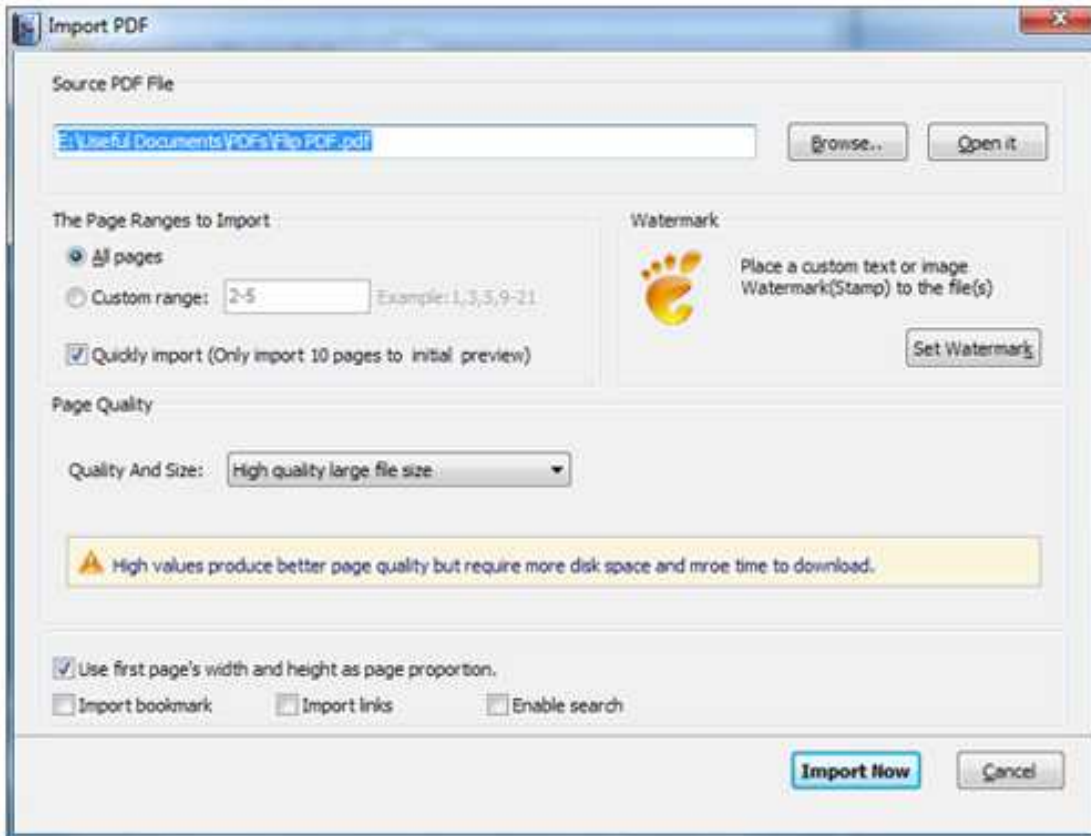 Import PDF
Source PDF File
E:\Useful Documents\PDFs\Flip PDF.pdf
Browse..
Open it
The Page Ranges to Import
All pages
Custom range: 2-5 Example:1,3,5,9-21
Quickly import (Only import 10 pages to initial preview)
Watermark
Place a custom text or image
Watermark(Stamp) to the file(s)
Set Watermark
Page Quality
Quality And Size: High quality large file size
High values produce better page quality but require more disk space and mroe time to download.
Use first page's width and height as page proportion.
Import bookmark Import links Enable search
Import Now Cancel